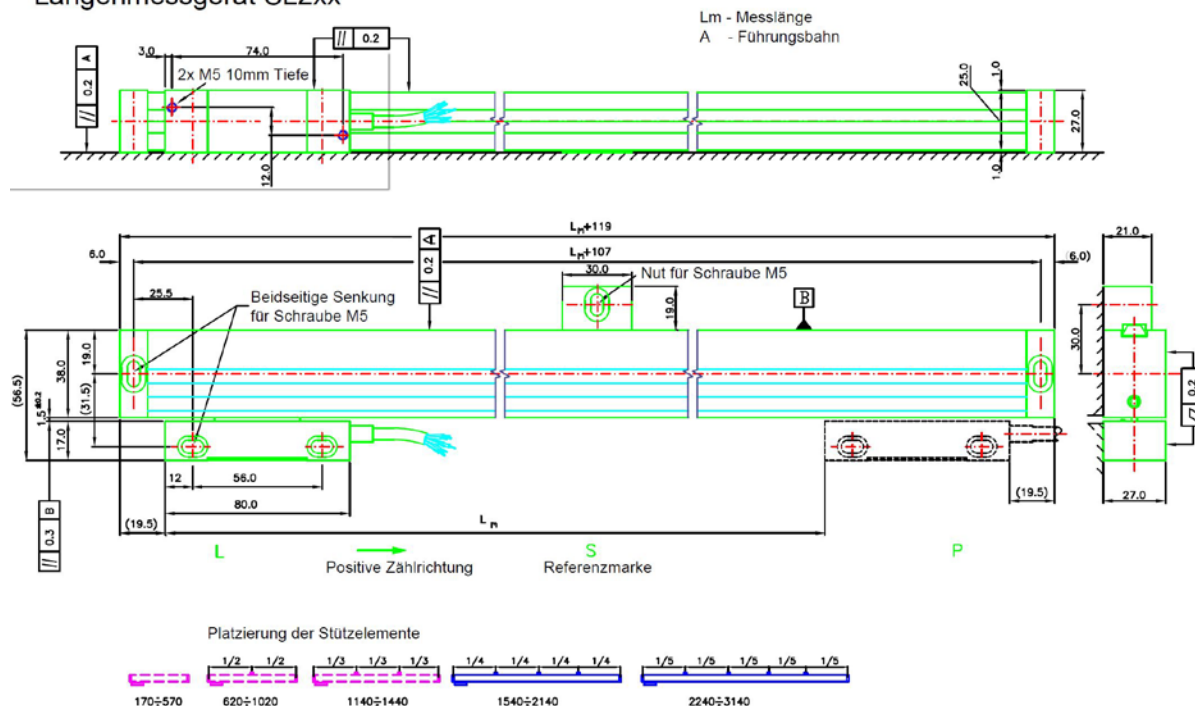 Längenmessgerät SL2xx
Lm - Messlänge
A - Führungsbahn
// 0.2 A
3.0
74.0
// 0.2
2x M5 10mm Tiefe
12.0
25.0
1.0
27.0
1.0
LM+119
LM+107
6.0
(6.0)
21.0
// 0.2 A
30.0
Nut für Schraube M5
25.5
Beidseitige Senkung
für Schraube M5
19.0
B
30.0
(56.5)
38.0
19.0
(31.5)
1.5±0.2
17.0
0.2
12
56.0
80.0
(19.5)
(19.5)
27.0
// 0.3 B
LM
L
S
P
Positive Zählrichtung
Referenzmarke
Platzierung der Stützelemente
1/2 1/2
1/3 1/3 1/3
1/4 1/4 1/4 1/4
1/5 1/5 1/5 1/5 1/5
170÷570
620÷1020
1140÷1440
1540÷2140
2240÷3140